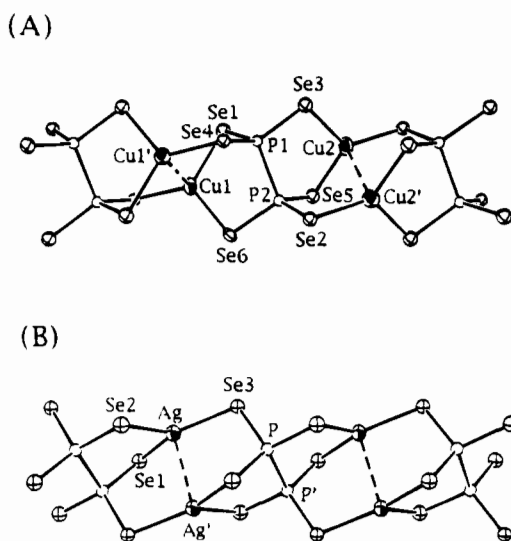 (A)
Se3
Se1
Se4 P1 Cu2
Cu1'
Cu1
P2 Se5 Cu2'
Se2
Se6
(B)
Se3
Se2 Ag
P
Se1
P'
Ag'